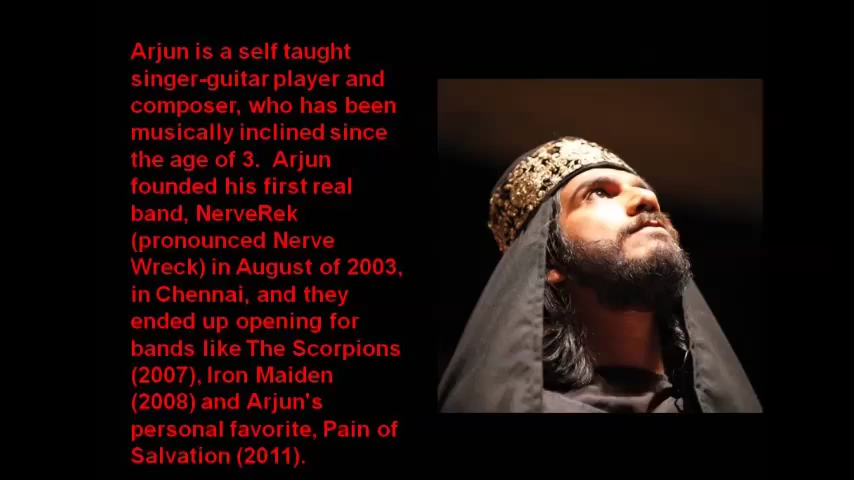 Arjun is a self taught
singer-guitar player and
composer, who has been
musically inclined since
the age of 3.  Arjun
founded his first real
band, NerveRek
(pronounced Nerve
Wreck) in August of 2003,
in Chennai, and they
ended up opening for
bands like The Scorpions
(2007), Iron Maiden
(2008) and Arjun's
personal favorite, Pain of
Salvation (2011).